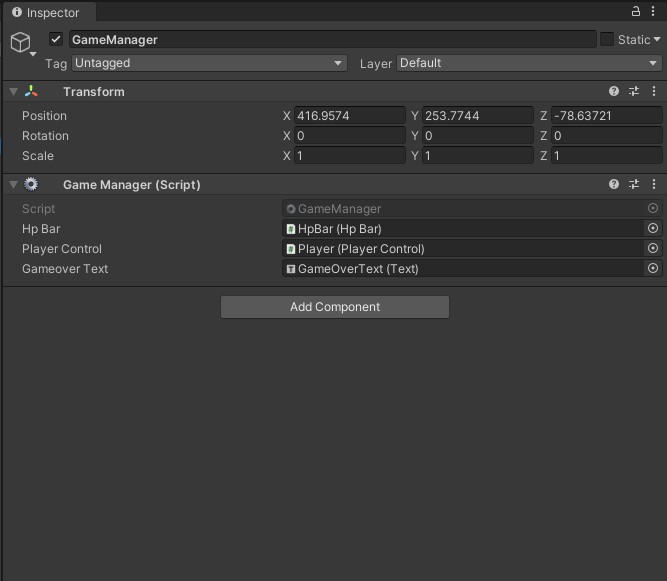 Inspector
GameManager Static
Tag Untagged Layer Default
Transform
Position X 416.9574 Y 253.7744 Z -78.63721
Rotation X 0 Y 0 Z 0
Scale X 1 Y 1 Z 1
Game Manager (Script)
Script GameManager
Hp Bar HpBar (Hp Bar)
Player Control Player (Player Control)
Gameover Text GameOverText (Text)
Add Component